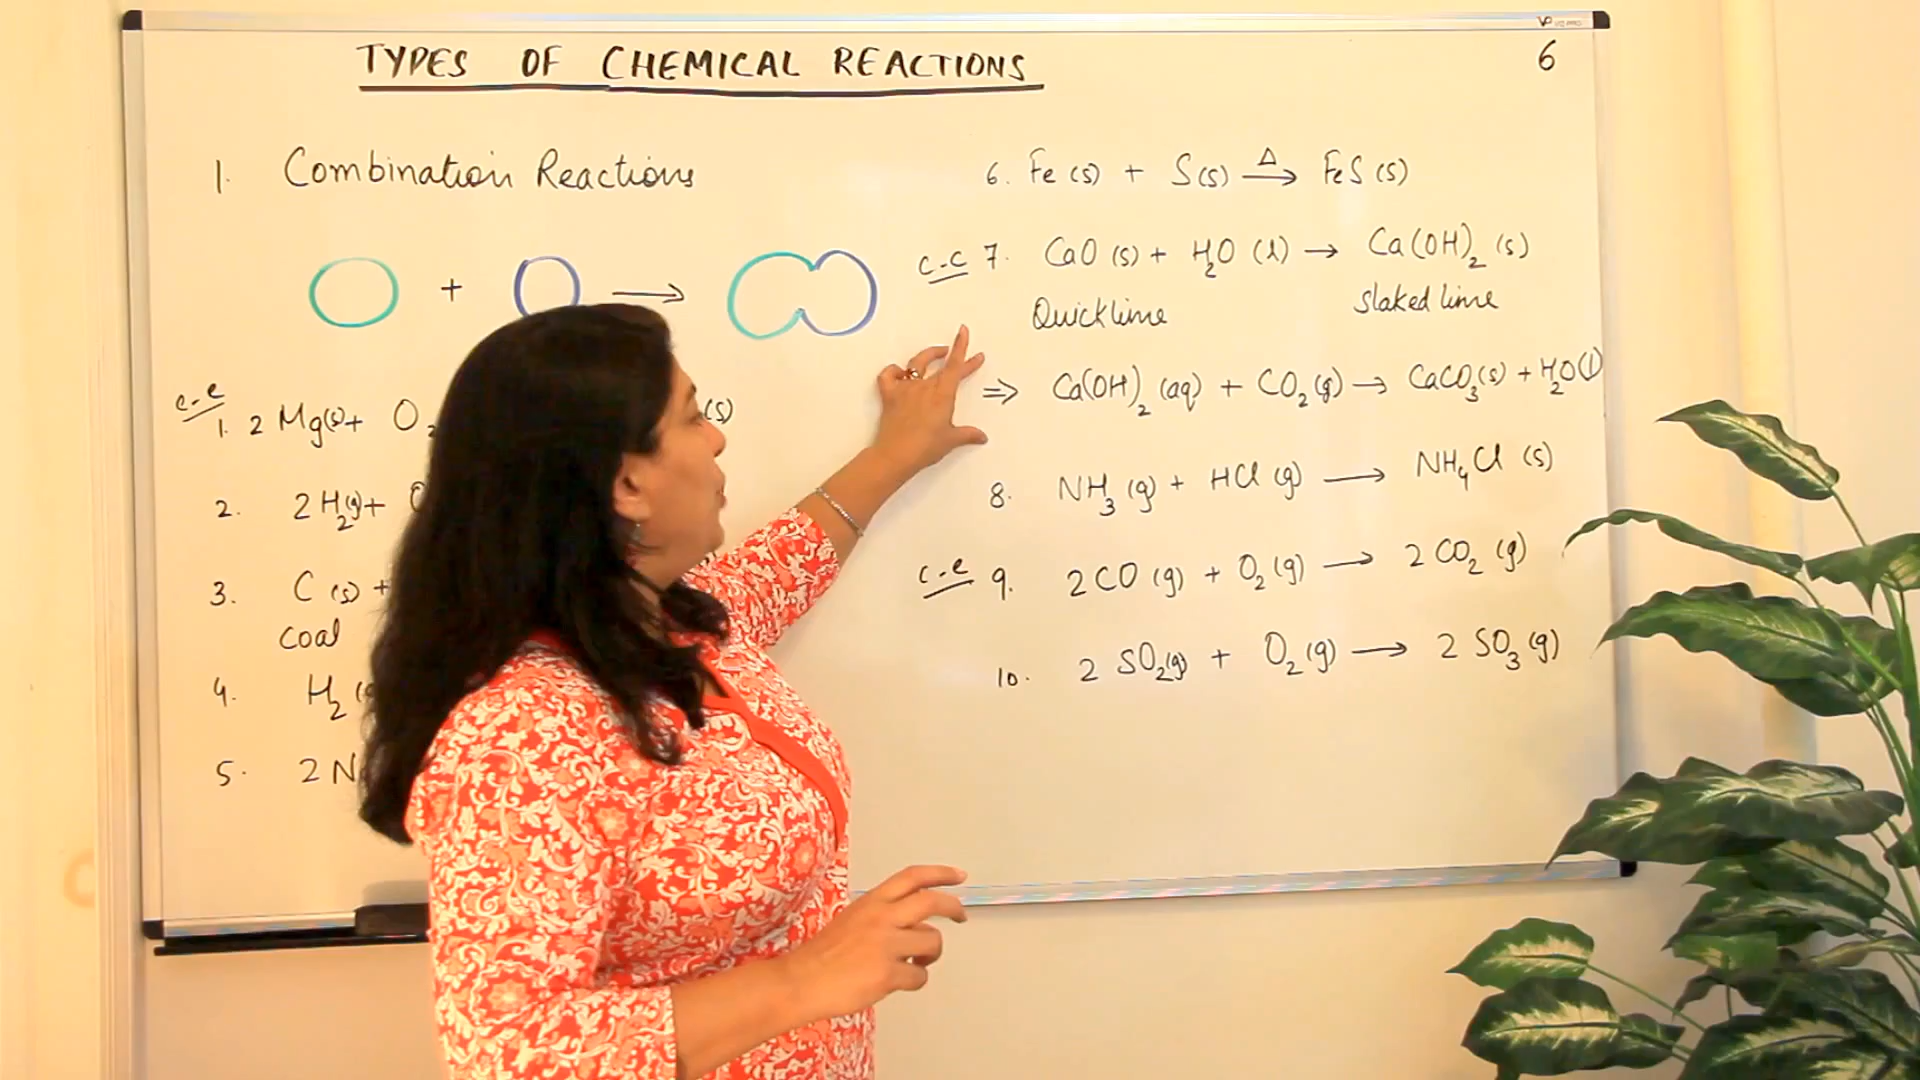 TYPES OF CHEMICAL REACTIONS
6
1. Combination Reactions
+ →
c-e
1. 2 Mg(s) + O₂ (s)
2. 2 H₂(g) +
3. C (s) +
coal
4. H₂
5. 2 N
6. Fe (s) + S(s) →Δ FeS (s)
c-c 7. CaO (s) + H₂O (l) → Ca(OH)₂ (s)
Quicklime slaked lime
⇒ Ca(OH)₂ (aq) + CO₂ (g) → CaCO₃(s) + H₂O(l)
8. NH₃ (g) + HCl (g) → NH₄Cl (s)
c-e 9. 2 CO (g) + O₂ (g) → 2 CO₂ (g)
10. 2 SO₂(g) + O₂ (g) → 2 SO₃ (g)